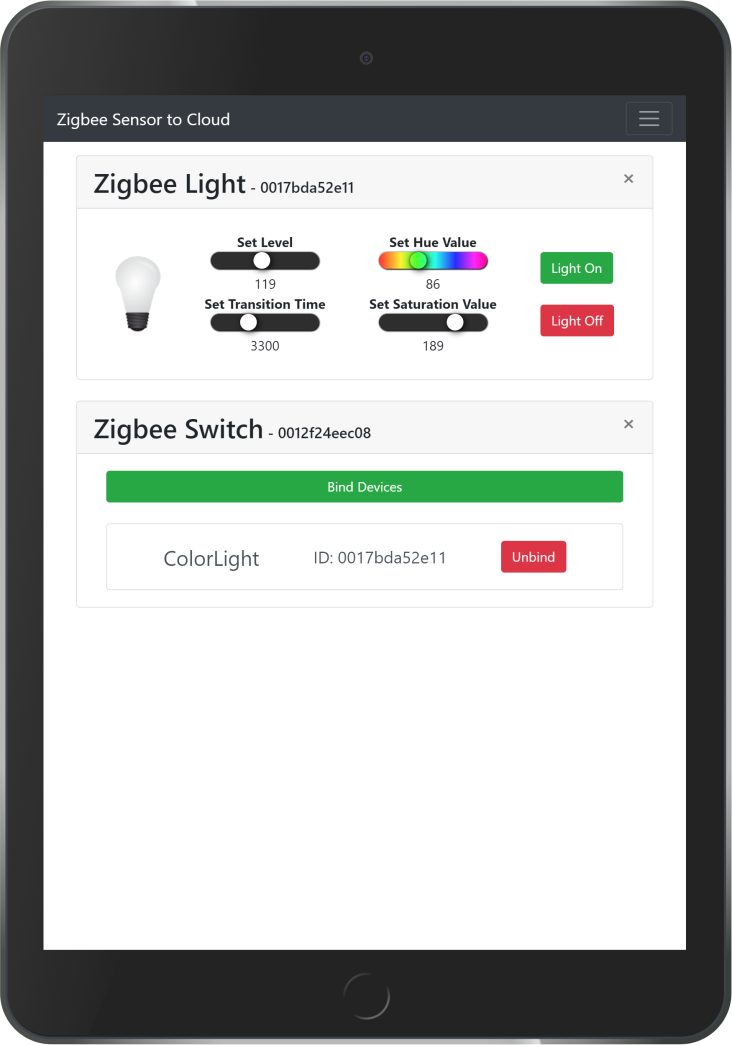 Zigbee Sensor to Cloud
Zigbee Light - 0017bda52e11
×
Set Level
Set Hue Value
119
86
Light On
Set Transition Time
Set Saturation Value
3300
189
Light Off
Zigbee Switch - 0012f24eec08
×
Bind Devices
ColorLight
ID: 0017bda52e11
Unbind